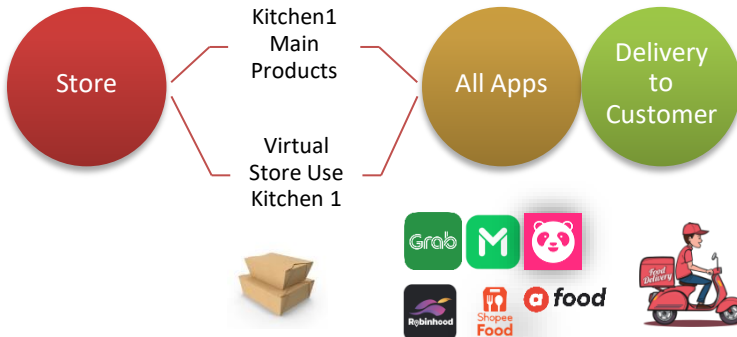 Store
Kitchen1
Main
Products
Virtual
Store Use
Kitchen 1
All Apps
Delivery
to
Customer
Grab
M
Robinhood
Shopee
Food
a food
Food
Delivery